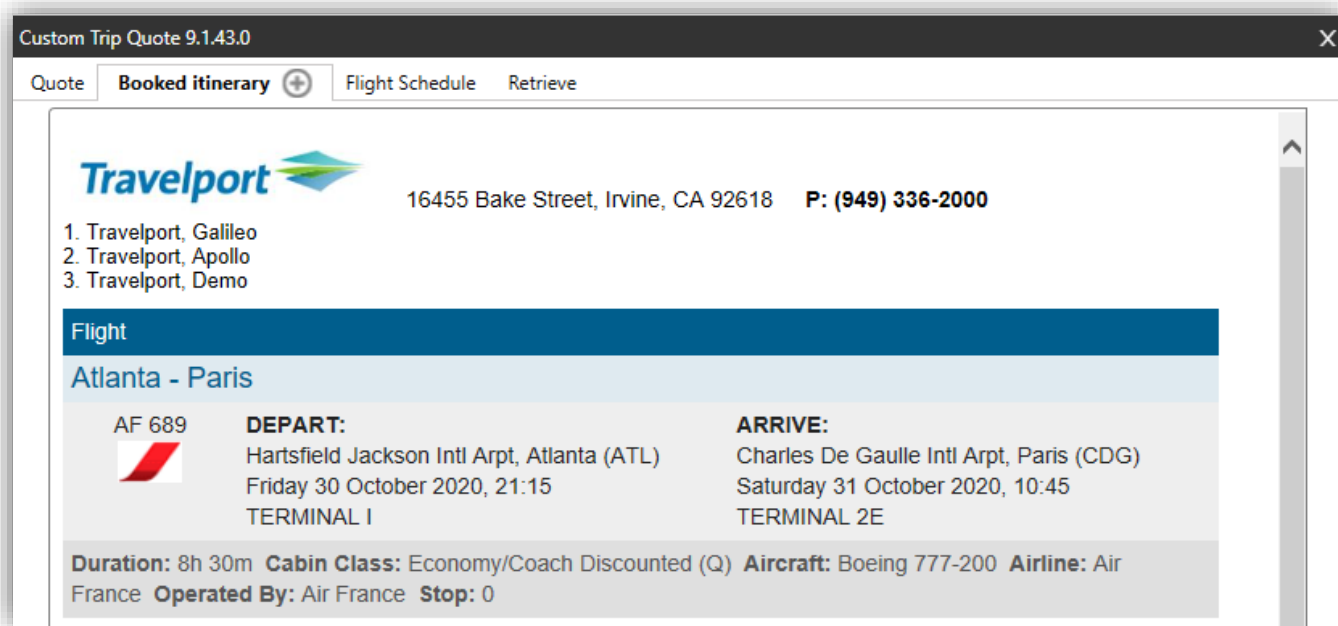 Custom Trip Quote 9.1.43.0 X
Quote Booked itinerary Flight Schedule Retrieve
Travelport
16455 Bake Street, Irvine, CA 92618 P: (949) 336-2000
1. Travelport, Galileo
2. Travelport, Apollo
3. Travelport, Demo
Flight
Atlanta - Paris
AF 689 DEPART: ARRIVE:
Hartsfield Jackson Intl Arpt, Atlanta (ATL) Charles De Gaulle Intl Arpt, Paris (CDG)
Friday 30 October 2020, 21:15 Saturday 31 October 2020, 10:45
TERMINAL I TERMINAL 2E
Duration: 8h 30m Cabin Class: Economy/Coach Discounted (Q) Aircraft: Boeing 777-200 Airline: Air
France Operated By: Air France Stop: 0